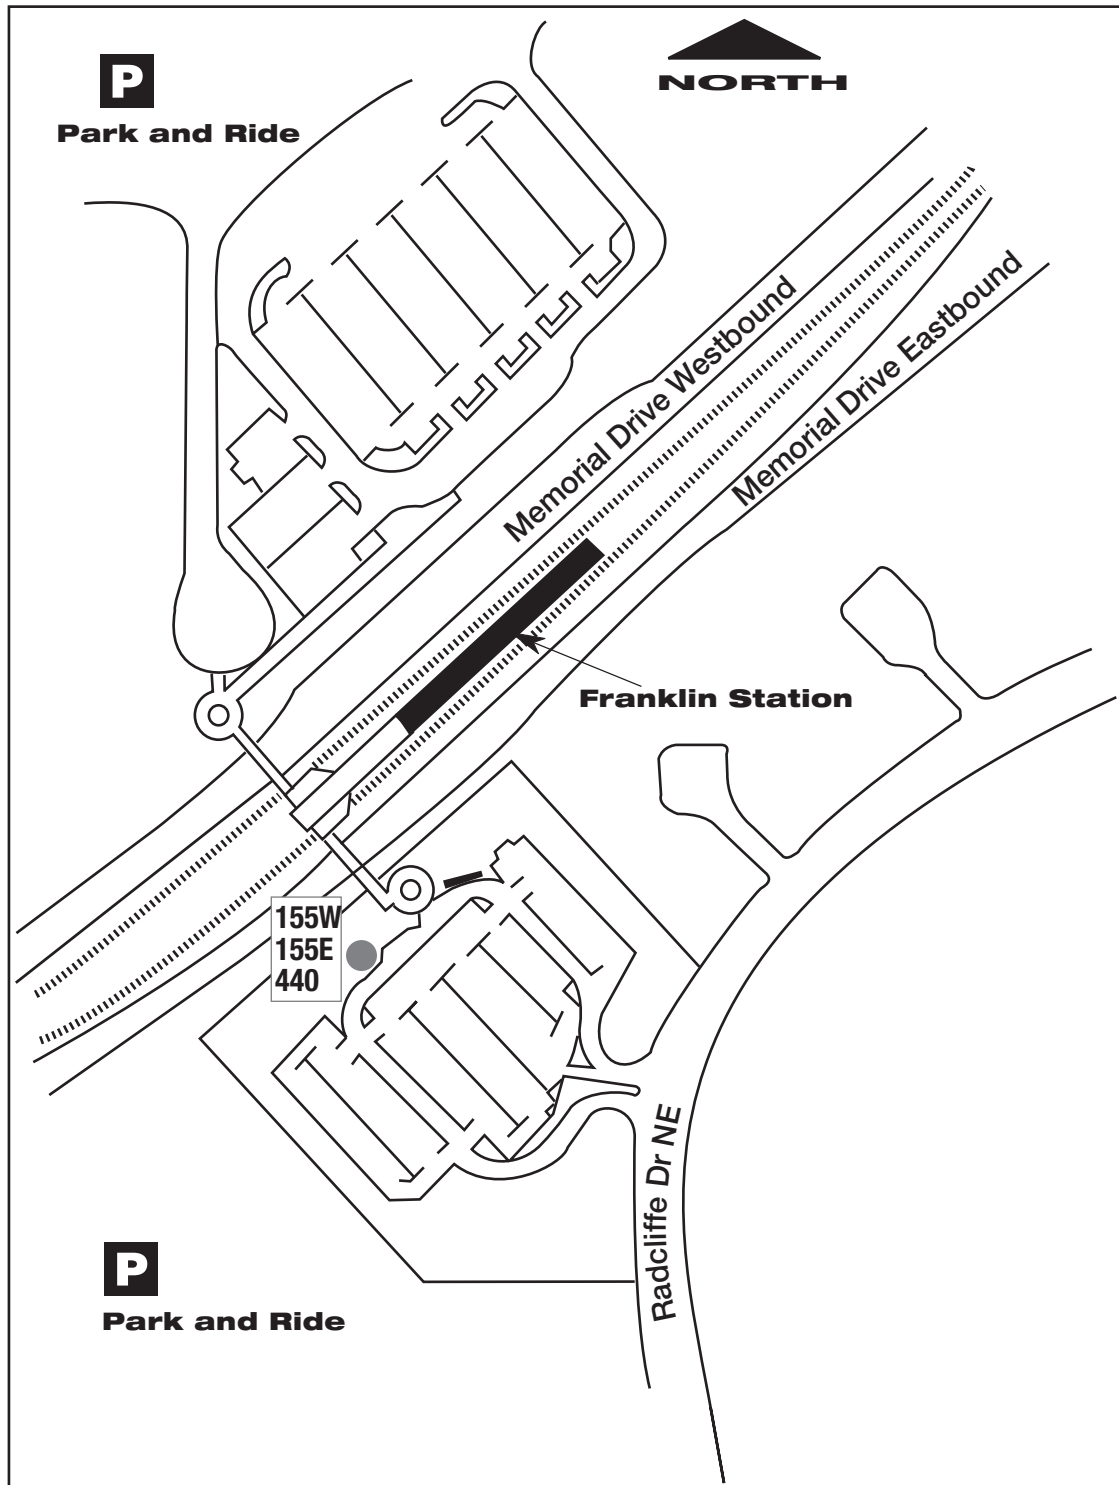 P
Park and Ride
NORTH
Memorial Drive Westbound
Memorial Drive Eastbound
Franklin Station
155W
155E
440
Radcliffe Dr NE
P
Park and Ride